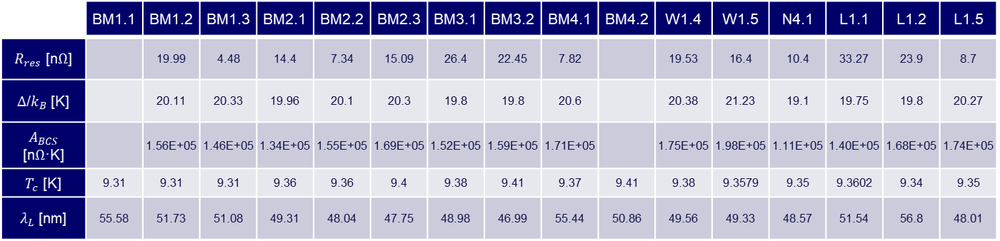 BM1.1 BM1.2 BM1.3 BM2.1 BM2.2 BM2.3 BM3.1 BM3.2 BM4.1 BM4.2 W1.4 W1.5 N4.1 L1.1 L1.2 L1.5
R_res [nΩ] 19.99 4.48 14.4 7.34 15.09 26.4 22.45 7.82 19.53 16.4 10.4 33.27 23.9 8.7
Δ/k_B [K] 20.11 20.33 19.96 20.1 20.3 19.8 19.8 20.6 20.38 21.23 19.1 19.75 19.8 20.27
A_BCS
[nΩ·K] 1.56E+05 1.46E+05 1.34E+05 1.55E+05 1.69E+05 1.52E+05 1.59E+05 1.71E+05 1.75E+05 1.98E+05 1.11E+05 1.40E+05 1.68E+05 1.74E+05
T_c [K] 9.31 9.31 9.31 9.36 9.36 9.4 9.38 9.41 9.37 9.41 9.38 9.3579 9.35 9.3602 9.34 9.35
λ_L [nm] 55.58 51.73 51.08 49.31 48.04 47.75 48.98 46.99 55.44 50.86 49.56 49.33 48.57 51.54 56.8 48.01